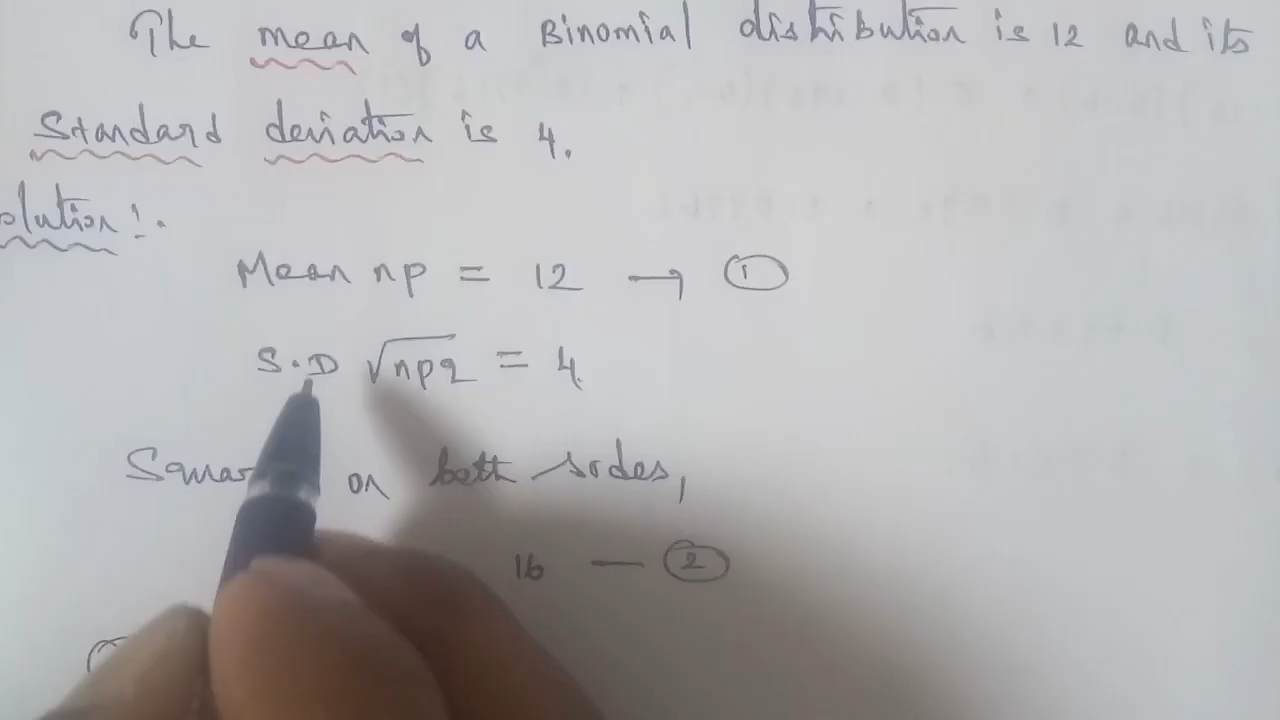 The mean of a Binomial distribution is 12 and its
Standard deviation is 4.
olution :.
Mean np = 12 → ①
S.D √npq = 4
Squar on both sides,
16 — ②